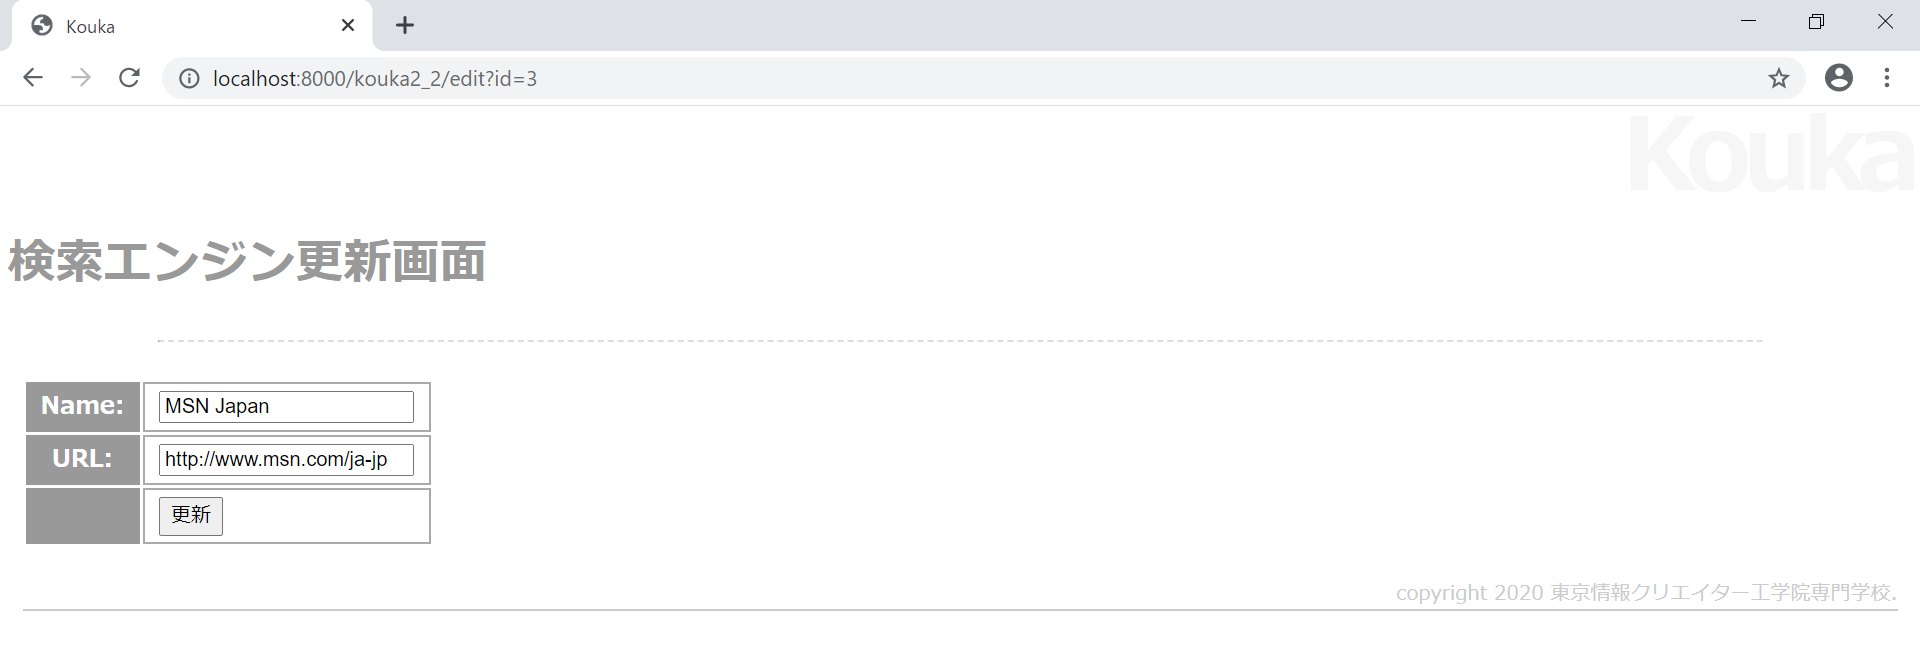 Kouka
localhost:8000/kouka2_2/edit?id=3
Kouka
検索エンジン更新画面
Name: MSN Japan
URL: http://www.msn.com/ja-jp
更新
copyright 2020 東京情報クリエイター工学院専門学校.